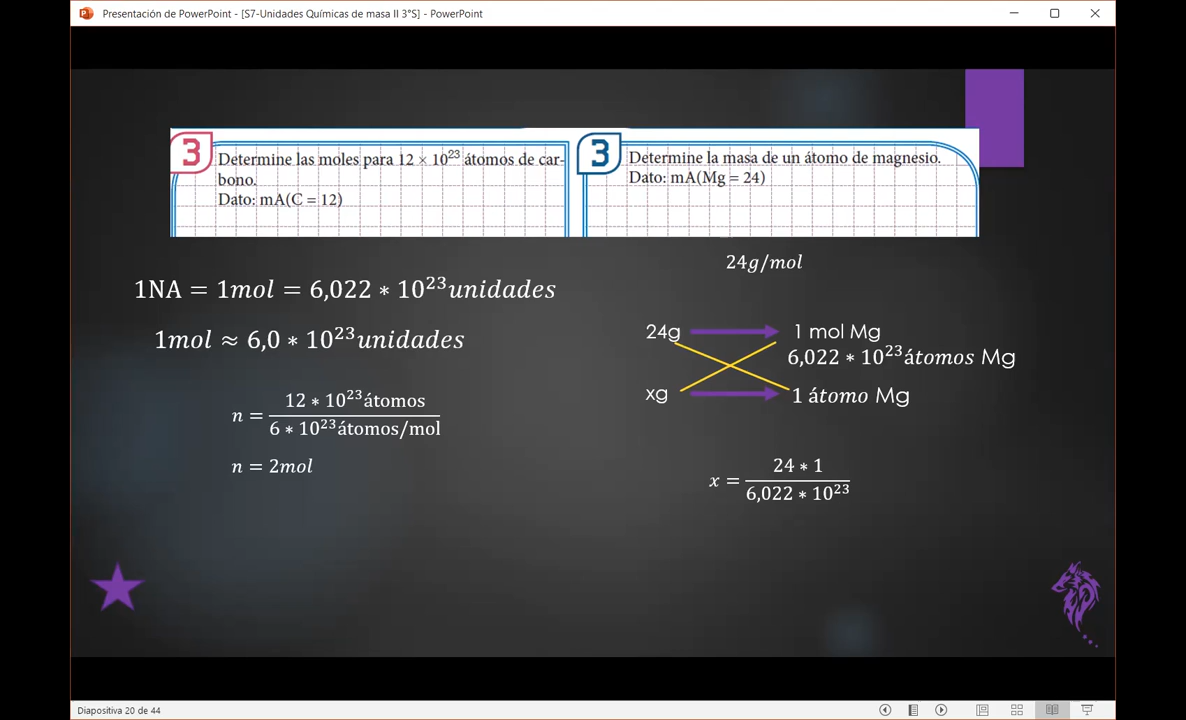 Presentación de PowerPoint - [S7-Unidades Químicas de masa II 3°S] - PowerPoint
3
Determine las moles para 12 × 10²³ átomos de car-
bono.
Dato: mA(C = 12)
3
Determine la masa de un átomo de magnesio.
Dato: mA(Mg = 24)
1NA = 1mol = 6,022 ∗ 10²³unidades
1mol ≈ 6,0 ∗ 10²³unidades
n = 12 ∗ 10²³átomos / 6 ∗ 10²³átomos/mol
n = 2mol
24g/mol
24g 1 mol Mg
6,022 ∗ 10²³átomos Mg
xg 1 átomo Mg
x = 24 ∗ 1 / 6,022 ∗ 10²³
Diapositiva 20 de 44